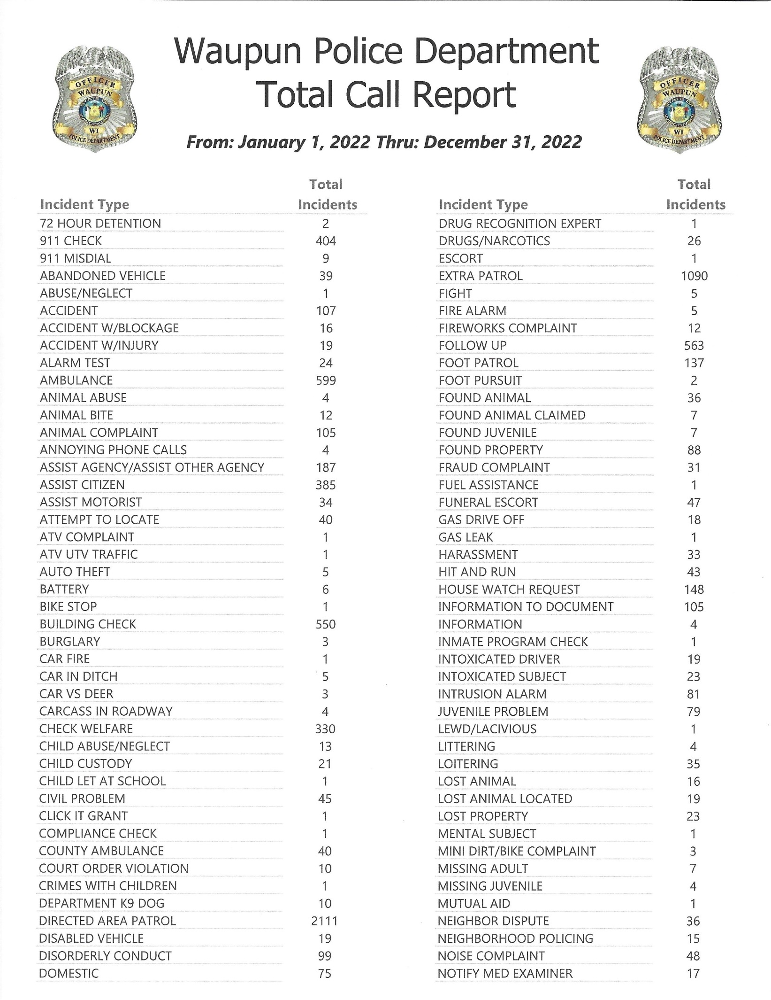 Waupun Police Department
Total Call Report
OFFICER
WAUPUN
STATE OF
WISCONSIN
WI
POLICE DEPARTMENT
OFFICER
WAUPUN
STATE OF
WISCONSIN
WI
POLICE DEPARTMENT
From: January 1, 2022 Thru: December 31, 2022
Total
Incident Type Incidents
72 HOUR DETENTION 2
911 CHECK 404
911 MISDIAL 9
ABANDONED VEHICLE 39
ABUSE/NEGLECT 1
ACCIDENT 107
ACCIDENT W/BLOCKAGE 16
ACCIDENT W/INJURY 19
ALARM TEST 24
AMBULANCE 599
ANIMAL ABUSE 4
ANIMAL BITE 12
ANIMAL COMPLAINT 105
ANNOYING PHONE CALLS 4
ASSIST AGENCY/ASSIST OTHER AGENCY 187
ASSIST CITIZEN 385
ASSIST MOTORIST 34
ATTEMPT TO LOCATE 40
ATV COMPLAINT 1
ATV UTV TRAFFIC 1
AUTO THEFT 5
BATTERY 6
BIKE STOP 1
BUILDING CHECK 550
BURGLARY 3
CAR FIRE 1
CAR IN DITCH 5
CAR VS DEER 3
CARCASS IN ROADWAY 4
CHECK WELFARE 330
CHILD ABUSE/NEGLECT 13
CHILD CUSTODY 21
CHILD LET AT SCHOOL 1
CIVIL PROBLEM 45
CLICK IT GRANT 1
COMPLIANCE CHECK 1
COUNTY AMBULANCE 40
COURT ORDER VIOLATION 10
CRIMES WITH CHILDREN 1
DEPARTMENT K9 DOG 10
DIRECTED AREA PATROL 2111
DISABLED VEHICLE 19
DISORDERLY CONDUCT 99
DOMESTIC 75
Total
Incident Type Incidents
DRUG RECOGNITION EXPERT 1
DRUGS/NARCOTICS 26
ESCORT 1
EXTRA PATROL 1090
FIGHT 5
FIRE ALARM 5
FIREWORKS COMPLAINT 12
FOLLOW UP 563
FOOT PATROL 137
FOOT PURSUIT 2
FOUND ANIMAL 36
FOUND ANIMAL CLAIMED 7
FOUND JUVENILE 7
FOUND PROPERTY 88
FRAUD COMPLAINT 31
FUEL ASSISTANCE 1
FUNERAL ESCORT 47
GAS DRIVE OFF 18
GAS LEAK 1
HARASSMENT 33
HIT AND RUN 43
HOUSE WATCH REQUEST 148
INFORMATION TO DOCUMENT 105
INFORMATION 4
INMATE PROGRAM CHECK 1
INTOXICATED DRIVER 19
INTOXICATED SUBJECT 23
INTRUSION ALARM 81
JUVENILE PROBLEM 79
LEWD/LACIVIOUS 1
LITTERING 4
LOITERING 35
LOST ANIMAL 16
LOST ANIMAL LOCATED 19
LOST PROPERTY 23
MENTAL SUBJECT 1
MINI DIRT/BIKE COMPLAINT 3
MISSING ADULT 7
MISSING JUVENILE 4
MUTUAL AID 1
NEIGHBOR DISPUTE 36
NEIGHBORHOOD POLICING 15
NOISE COMPLAINT 48
NOTIFY MED EXAMINER 17